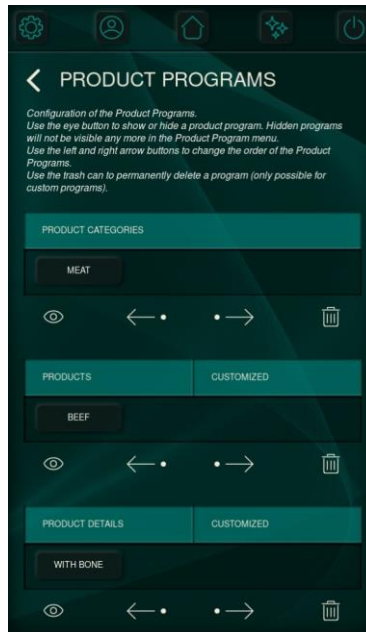 PRODUCT PROGRAMS
Configuration of the Product Programs.
Use the eye button to show or hide a product program. Hidden programs
will not be visible any more in the Product Program menu.
Use the left and right arrow buttons to change the order of the Product
Programs.
Use the trash can to permanently delete a program (only possible for
custom programs).
PRODUCT CATEGORIES
MEAT
PRODUCTS CUSTOMIZED
BEEF
PRODUCT DETAILS CUSTOMIZED
WITH BONE